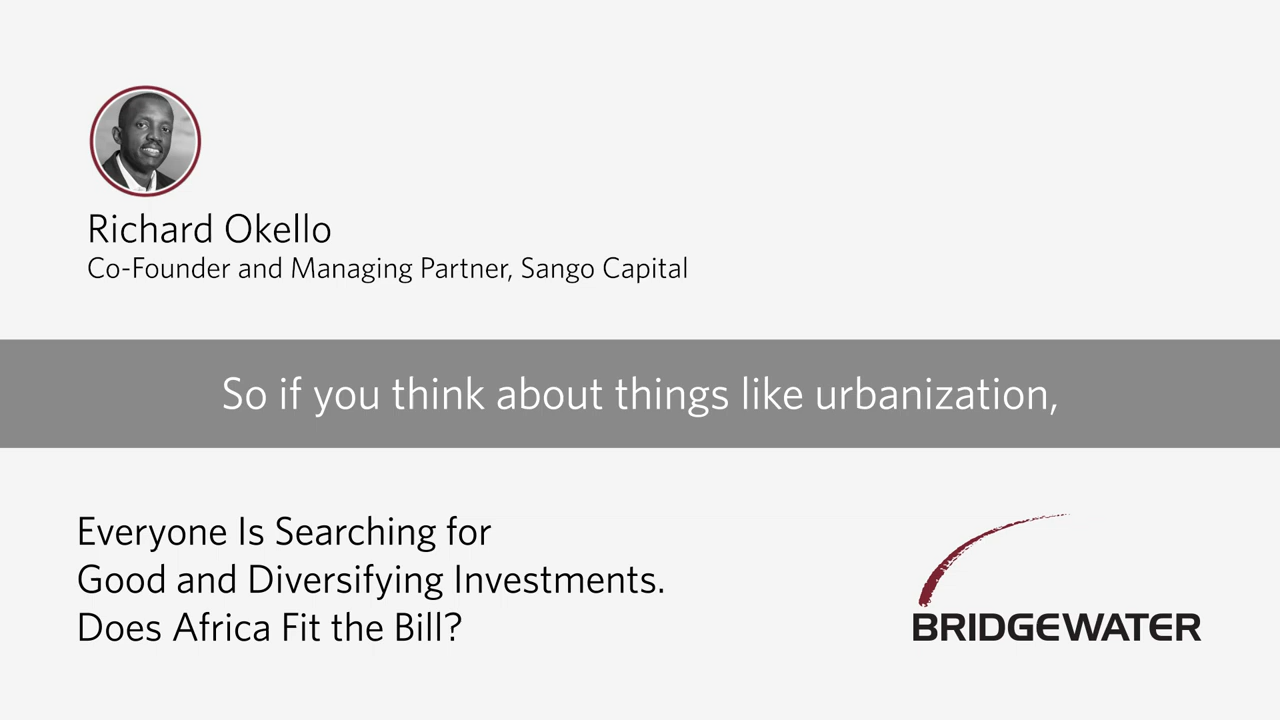 Richard Okello
Co-Founder and Managing Partner, Sango Capital
So if you think about things like urbanization,
Everyone Is Searching for
Good and Diversifying Investments.
Does Africa Fit the Bill?
BRIDGEWATER